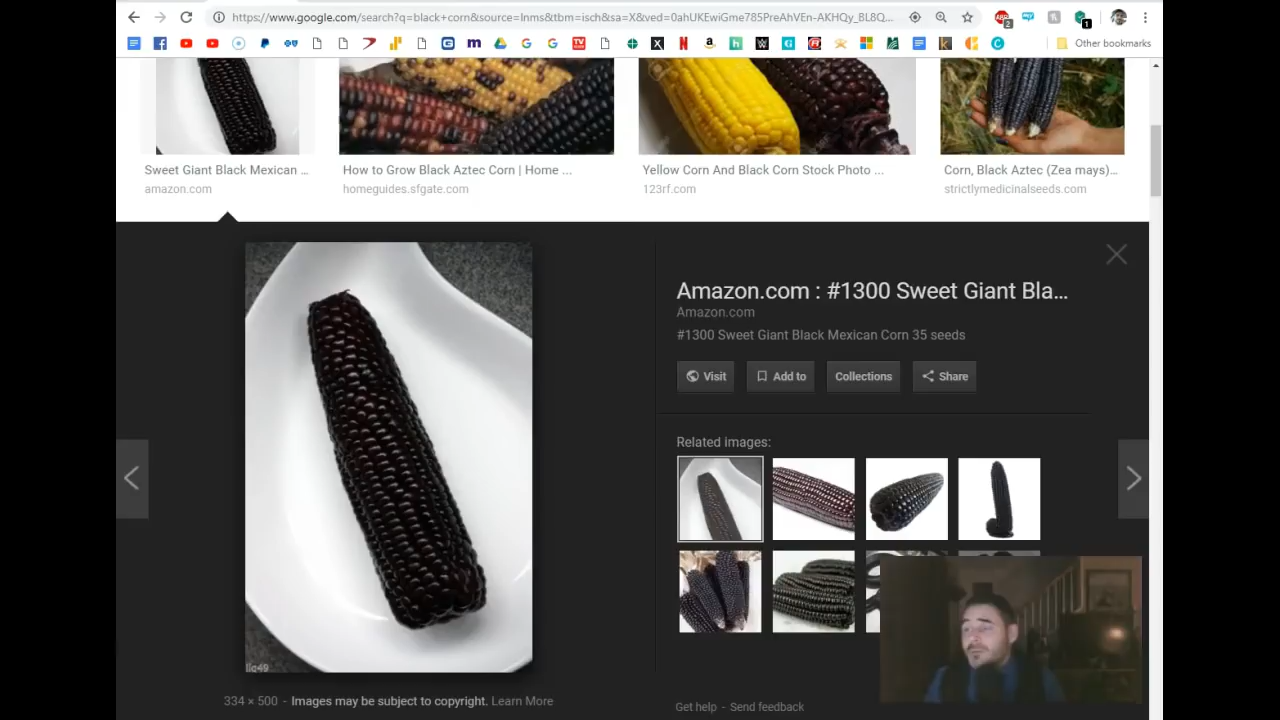 https://www.google.com/search?q=black+corn&source=lnms&tbm=isch&sa=X&ved=0ahUKEwiGme785PreAhVEn-AKHQy_BL8Q...
Other bookmarks
Sweet Giant Black Mexican ...
amazon.com
How to Grow Black Aztec Corn | Home ...
homeguides.sfgate.com
Yellow Corn And Black Corn Stock Photo ...
123rf.com
Corn, Black Aztec (Zea mays)...
strictlymedicinalseeds.com
Amazon.com : #1300 Sweet Giant Bla...
Amazon.com
#1300 Sweet Giant Black Mexican Corn 35 seeds
Visit
Add to
Collections
Share
Related images:
334 × 500 - Images may be subject to copyright. Learn More
Get help - Send feedback